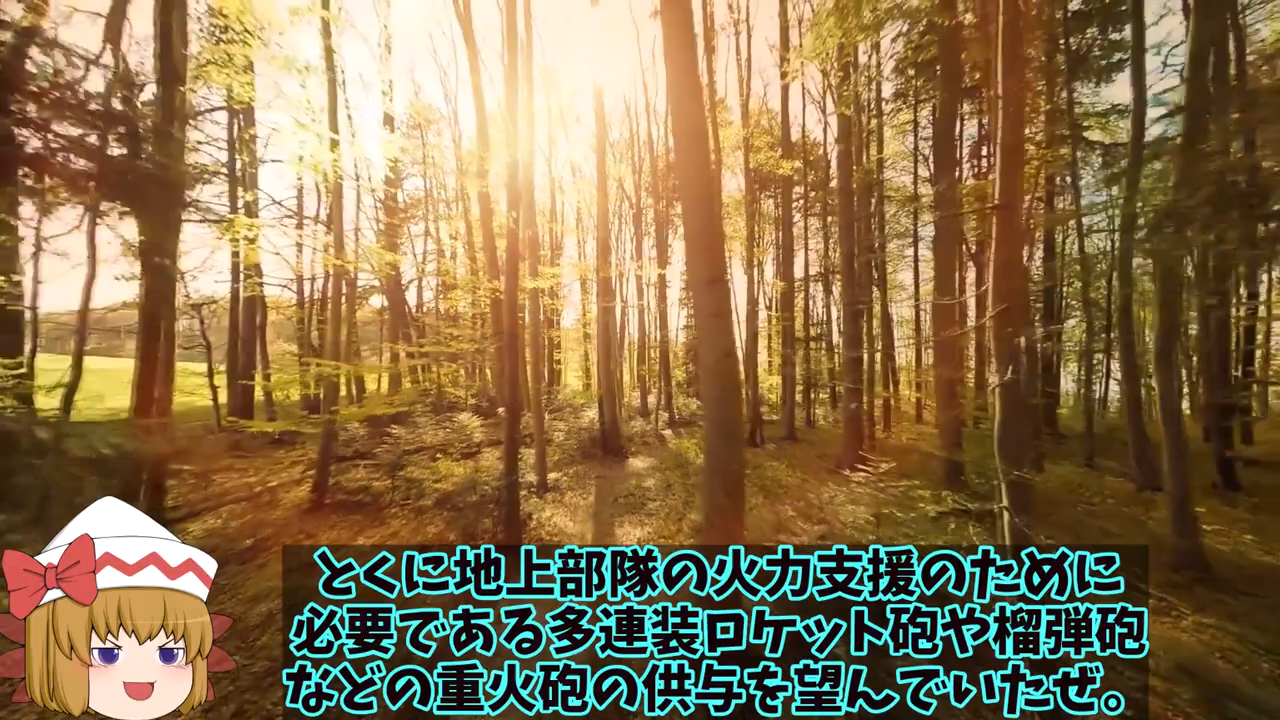 とくに地上部隊の火力支援のために
必要である多連装ロケット砲や榴弾砲
などの重火砲の供与を望んでいたぜ。